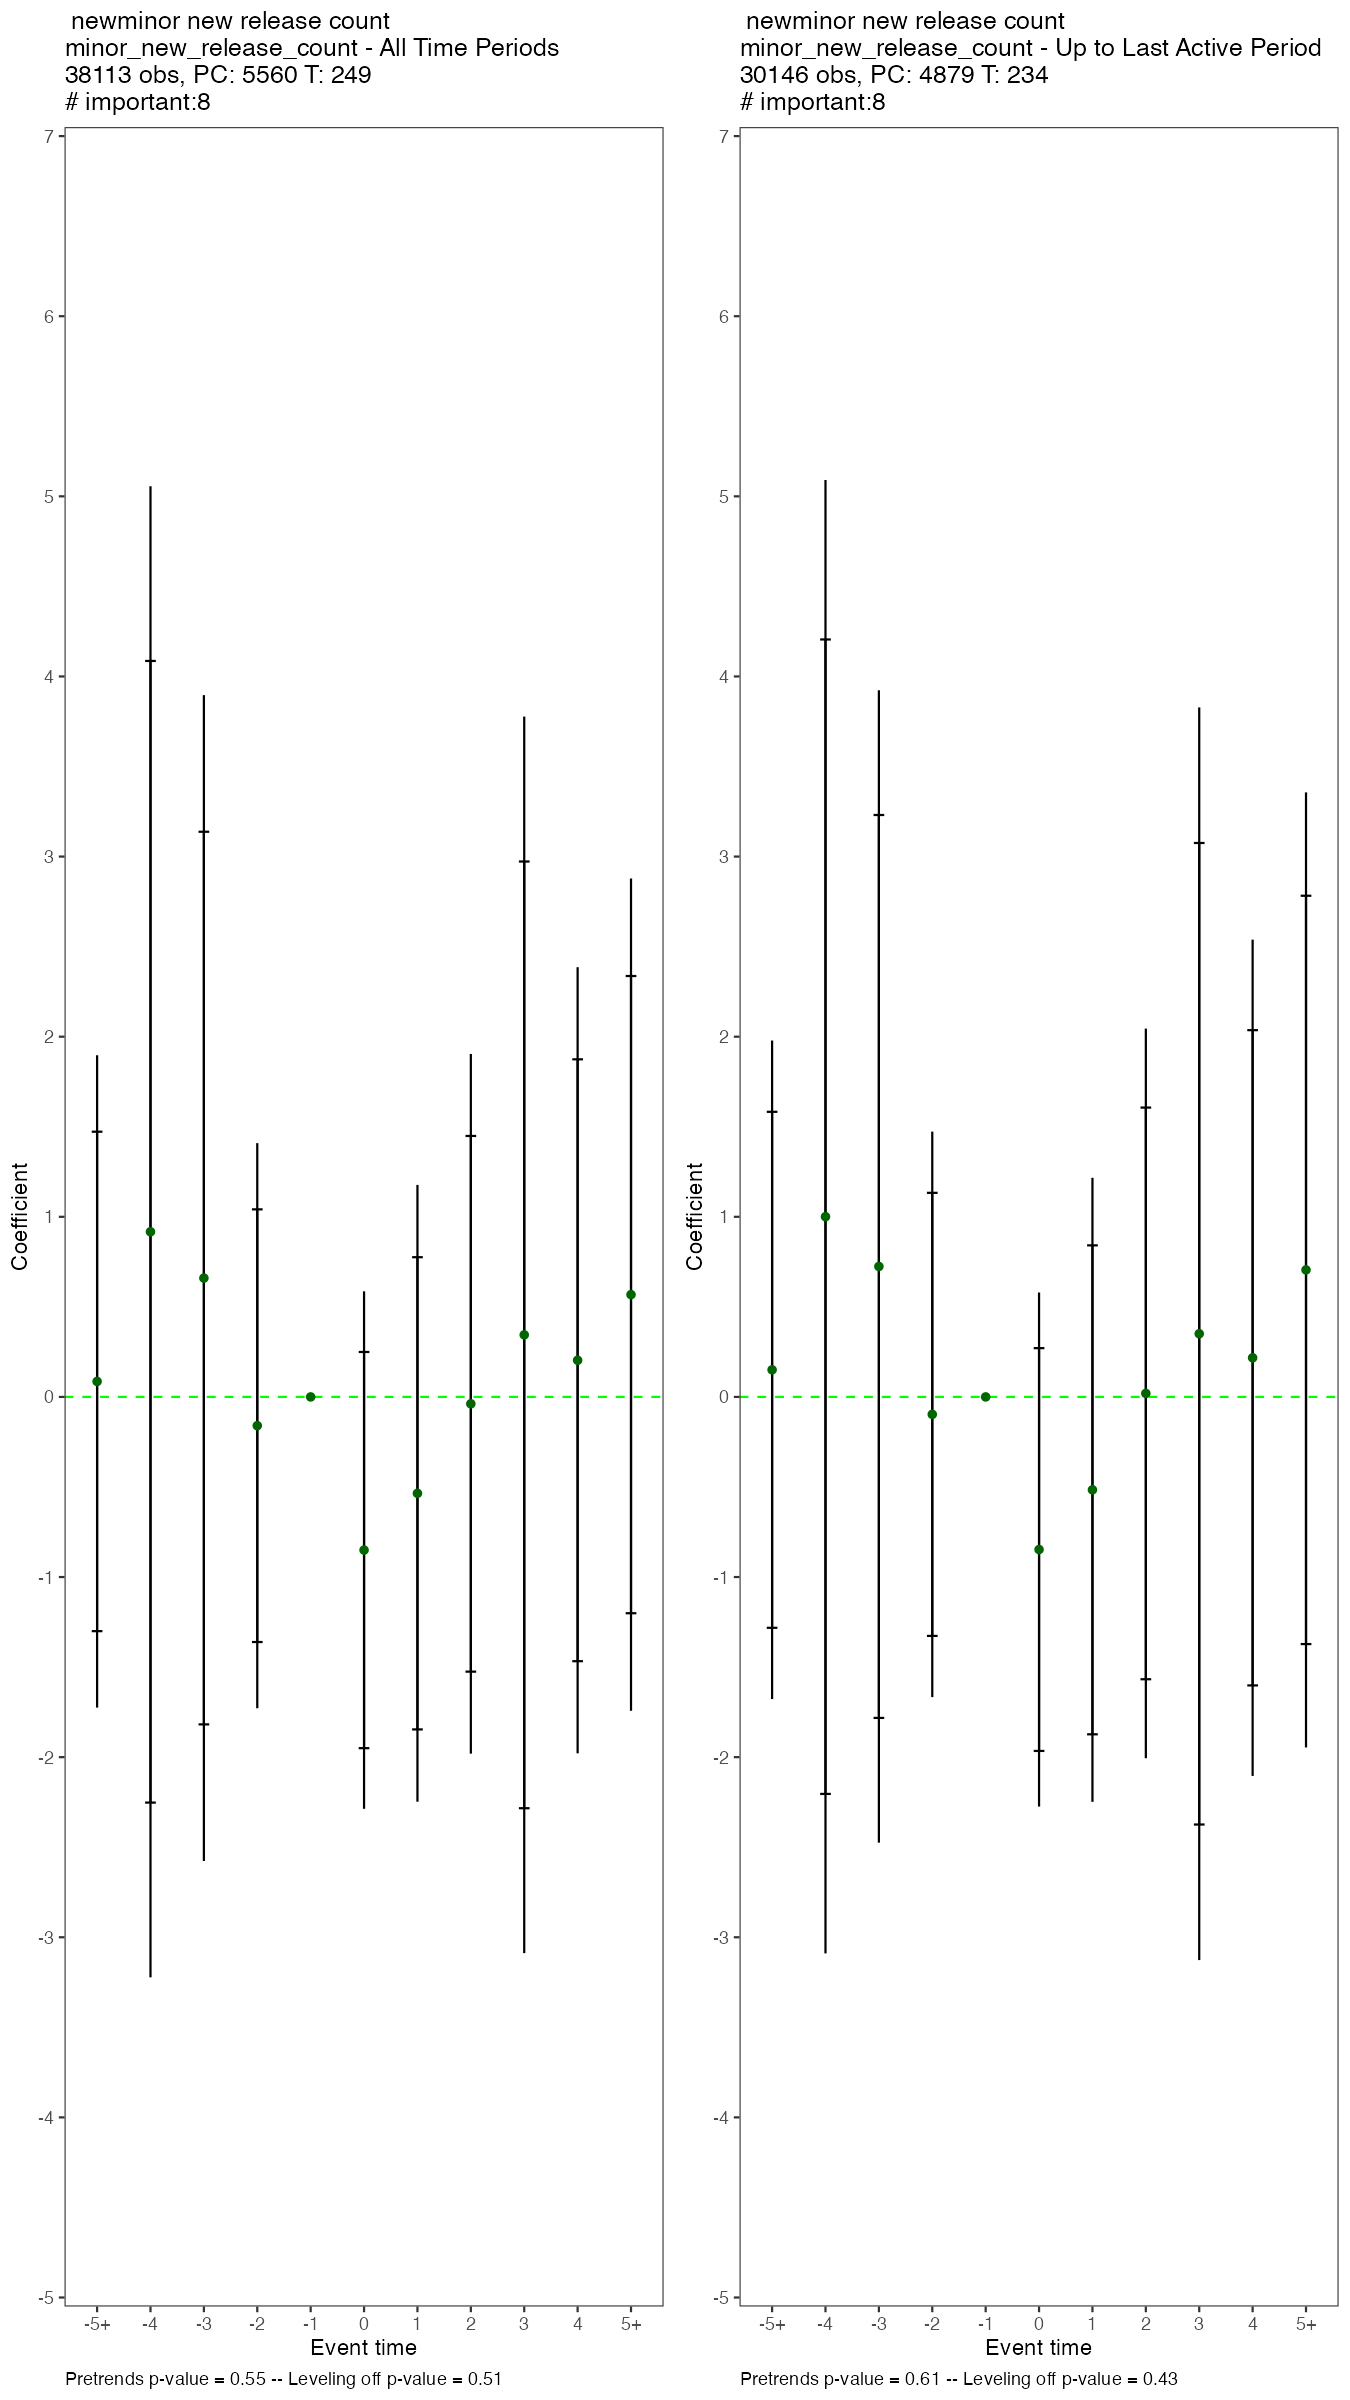 newminor new release count
minor_new_release_count - All Time Periods
38113 obs, PC: 5560 T: 249
# important:8
7
6
5
4
3
2
1
0
-1
-2
-3
-4
-5
Coefficient
-5+ -4 -3 -2 -1 0 1 2 3 4 5+
Event time
Pretrends p-value = 0.55 -- Leveling off p-value = 0.51
newminor new release count
minor_new_release_count - Up to Last Active Period
30146 obs, PC: 4879 T: 234
# important:8
7
6
5
4
3
2
1
0
-1
-2
-3
-4
-5
Coefficient
-5+ -4 -3 -2 -1 0 1 2 3 4 5+
Event time
Pretrends p-value = 0.61 -- Leveling off p-value = 0.43